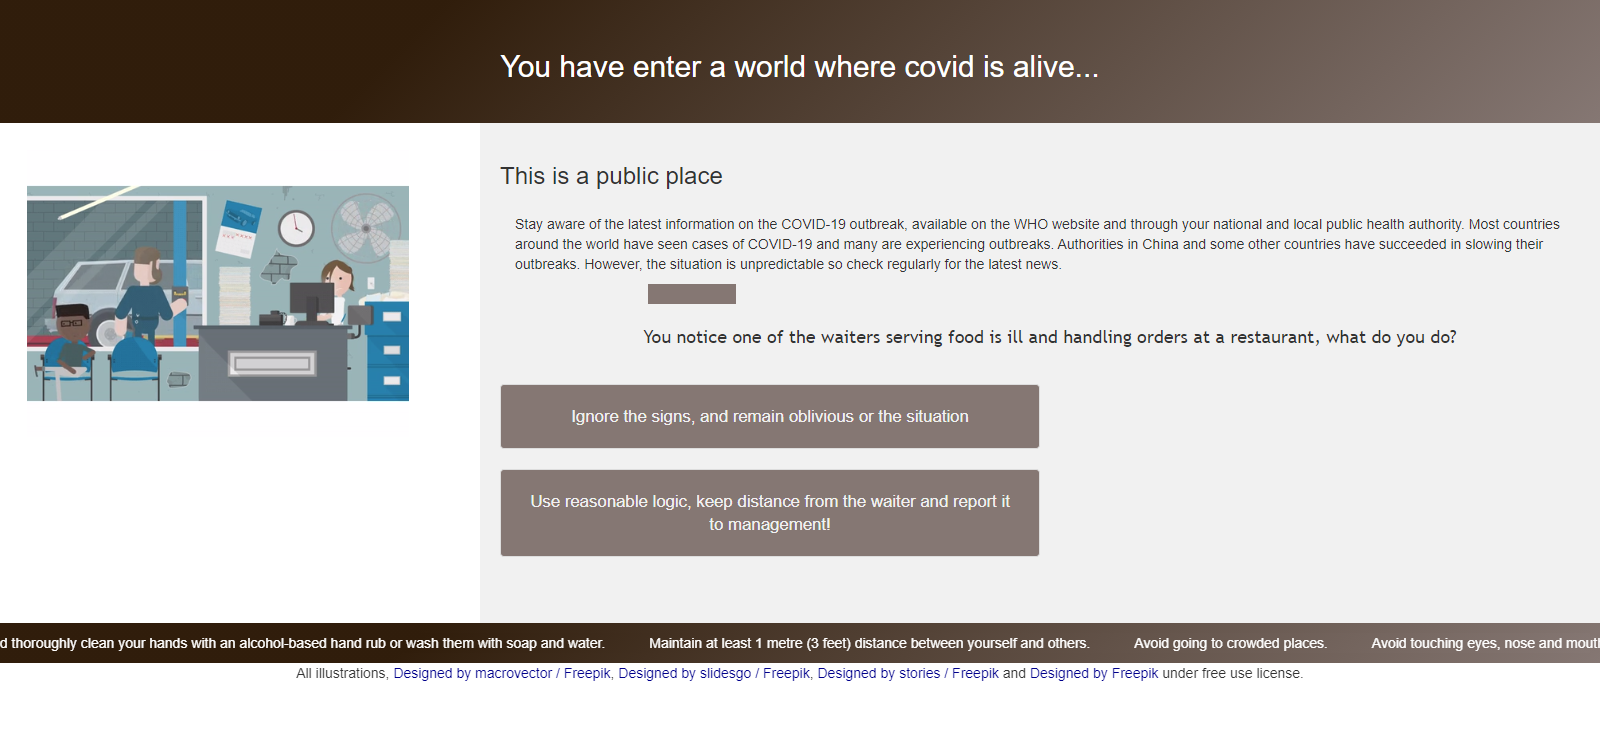 You have enter a world where covid is alive...
This is a public place
Stay aware of the latest information on the COVID-19 outbreak, available on the WHO website and through your national and local public health authority. Most countries
around the world have seen cases of COVID-19 and many are experiencing outbreaks. Authorities in China and some other countries have succeeded in slowing their
outbreaks. However, the situation is unpredictable so check regularly for the latest news.
You notice one of the waiters serving food is ill and handling orders at a restaurant, what do you do?
Ignore the signs, and remain oblivious or the situation
Use reasonable logic, keep distance from the waiter and report it
to management!
d thoroughly clean your hands with an alcohol-based hand rub or wash them with soap and water. Maintain at least 1 metre (3 feet) distance between yourself and others. Avoid going to crowded places. Avoid touching eyes, nose and mout
All illustrations, Designed by macrovector / Freepik, Designed by slidesgo / Freepik, Designed by stories / Freepik and Designed by Freepik under free use license.